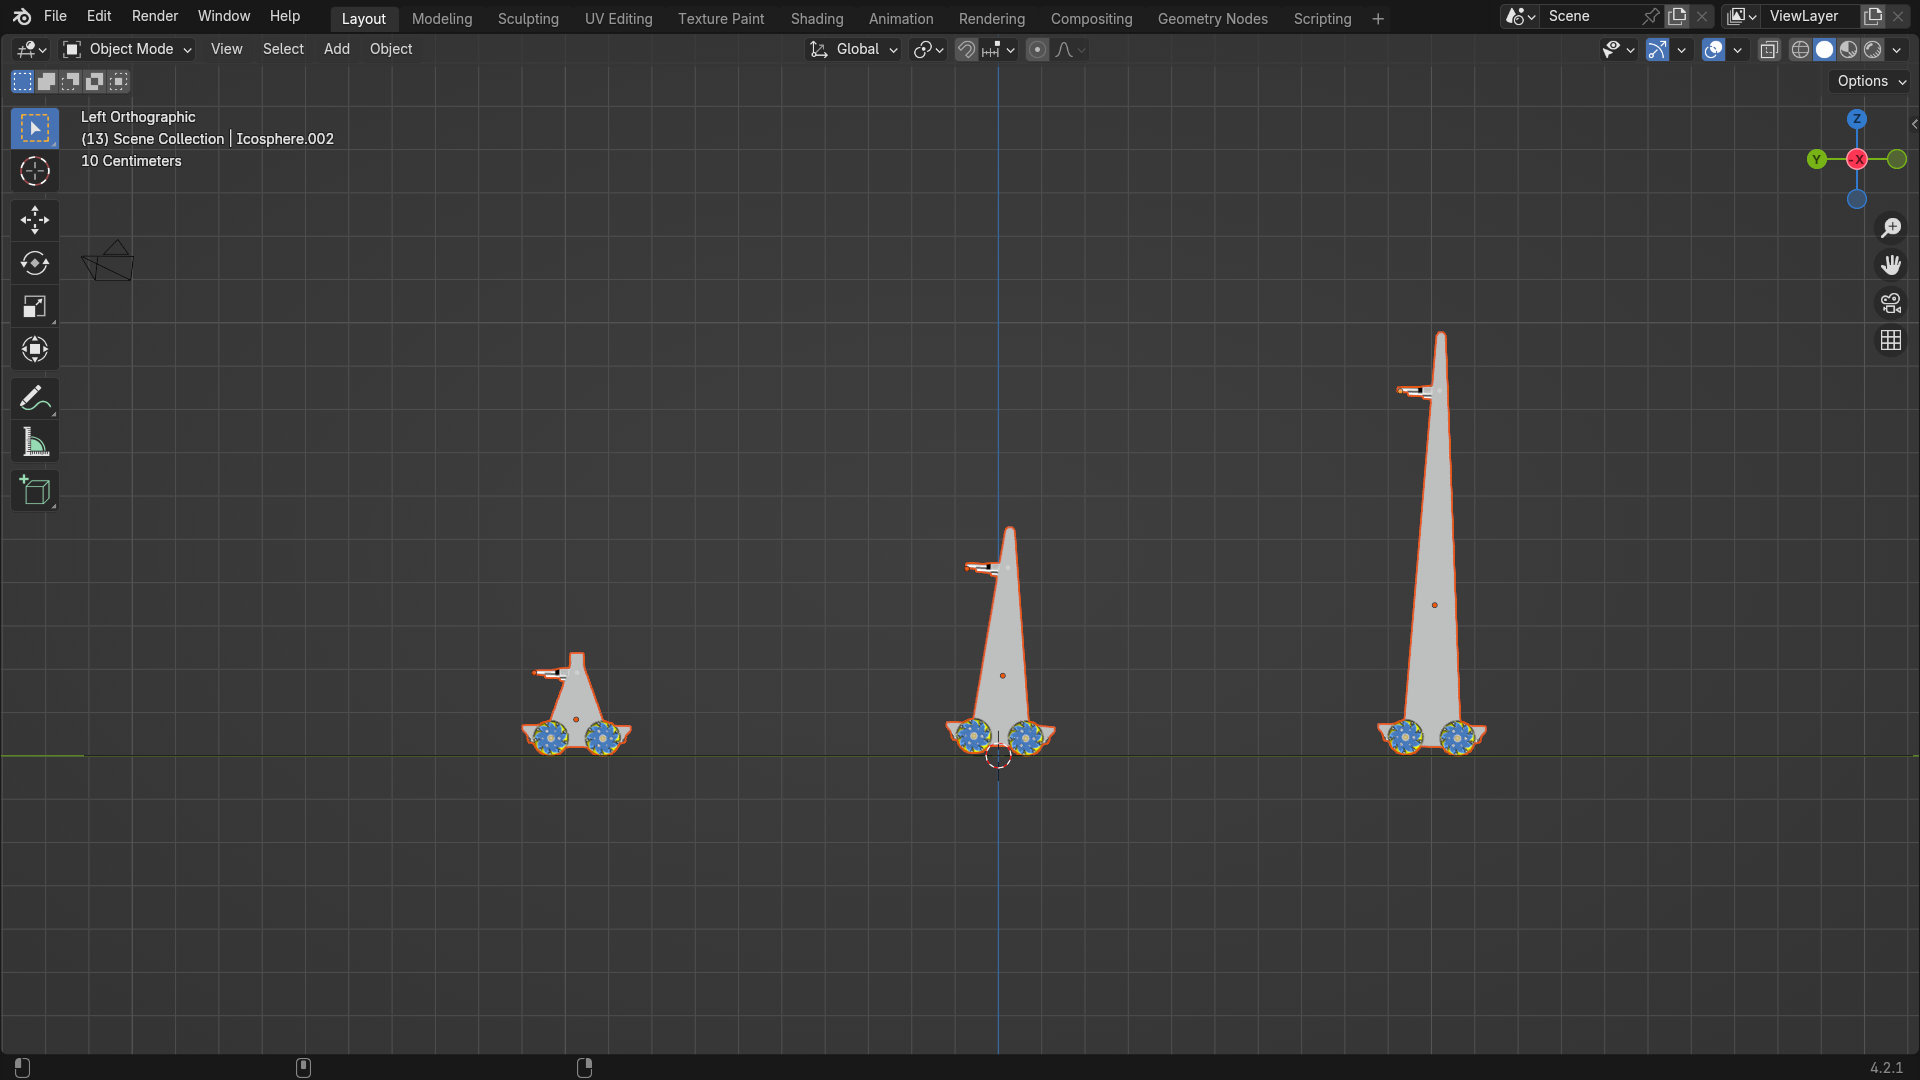 File Edit Render Window Help Layout Modeling Sculpting UV Editing Texture Paint Shading Animation Rendering Compositing Geometry Nodes Scripting + Scene ViewLayer
Object Mode View Select Add Object Global
Options
Left Orthographic
(13) Scene Collection | Icosphere.002
10 Centimeters
Z
Y -X
4.2.1